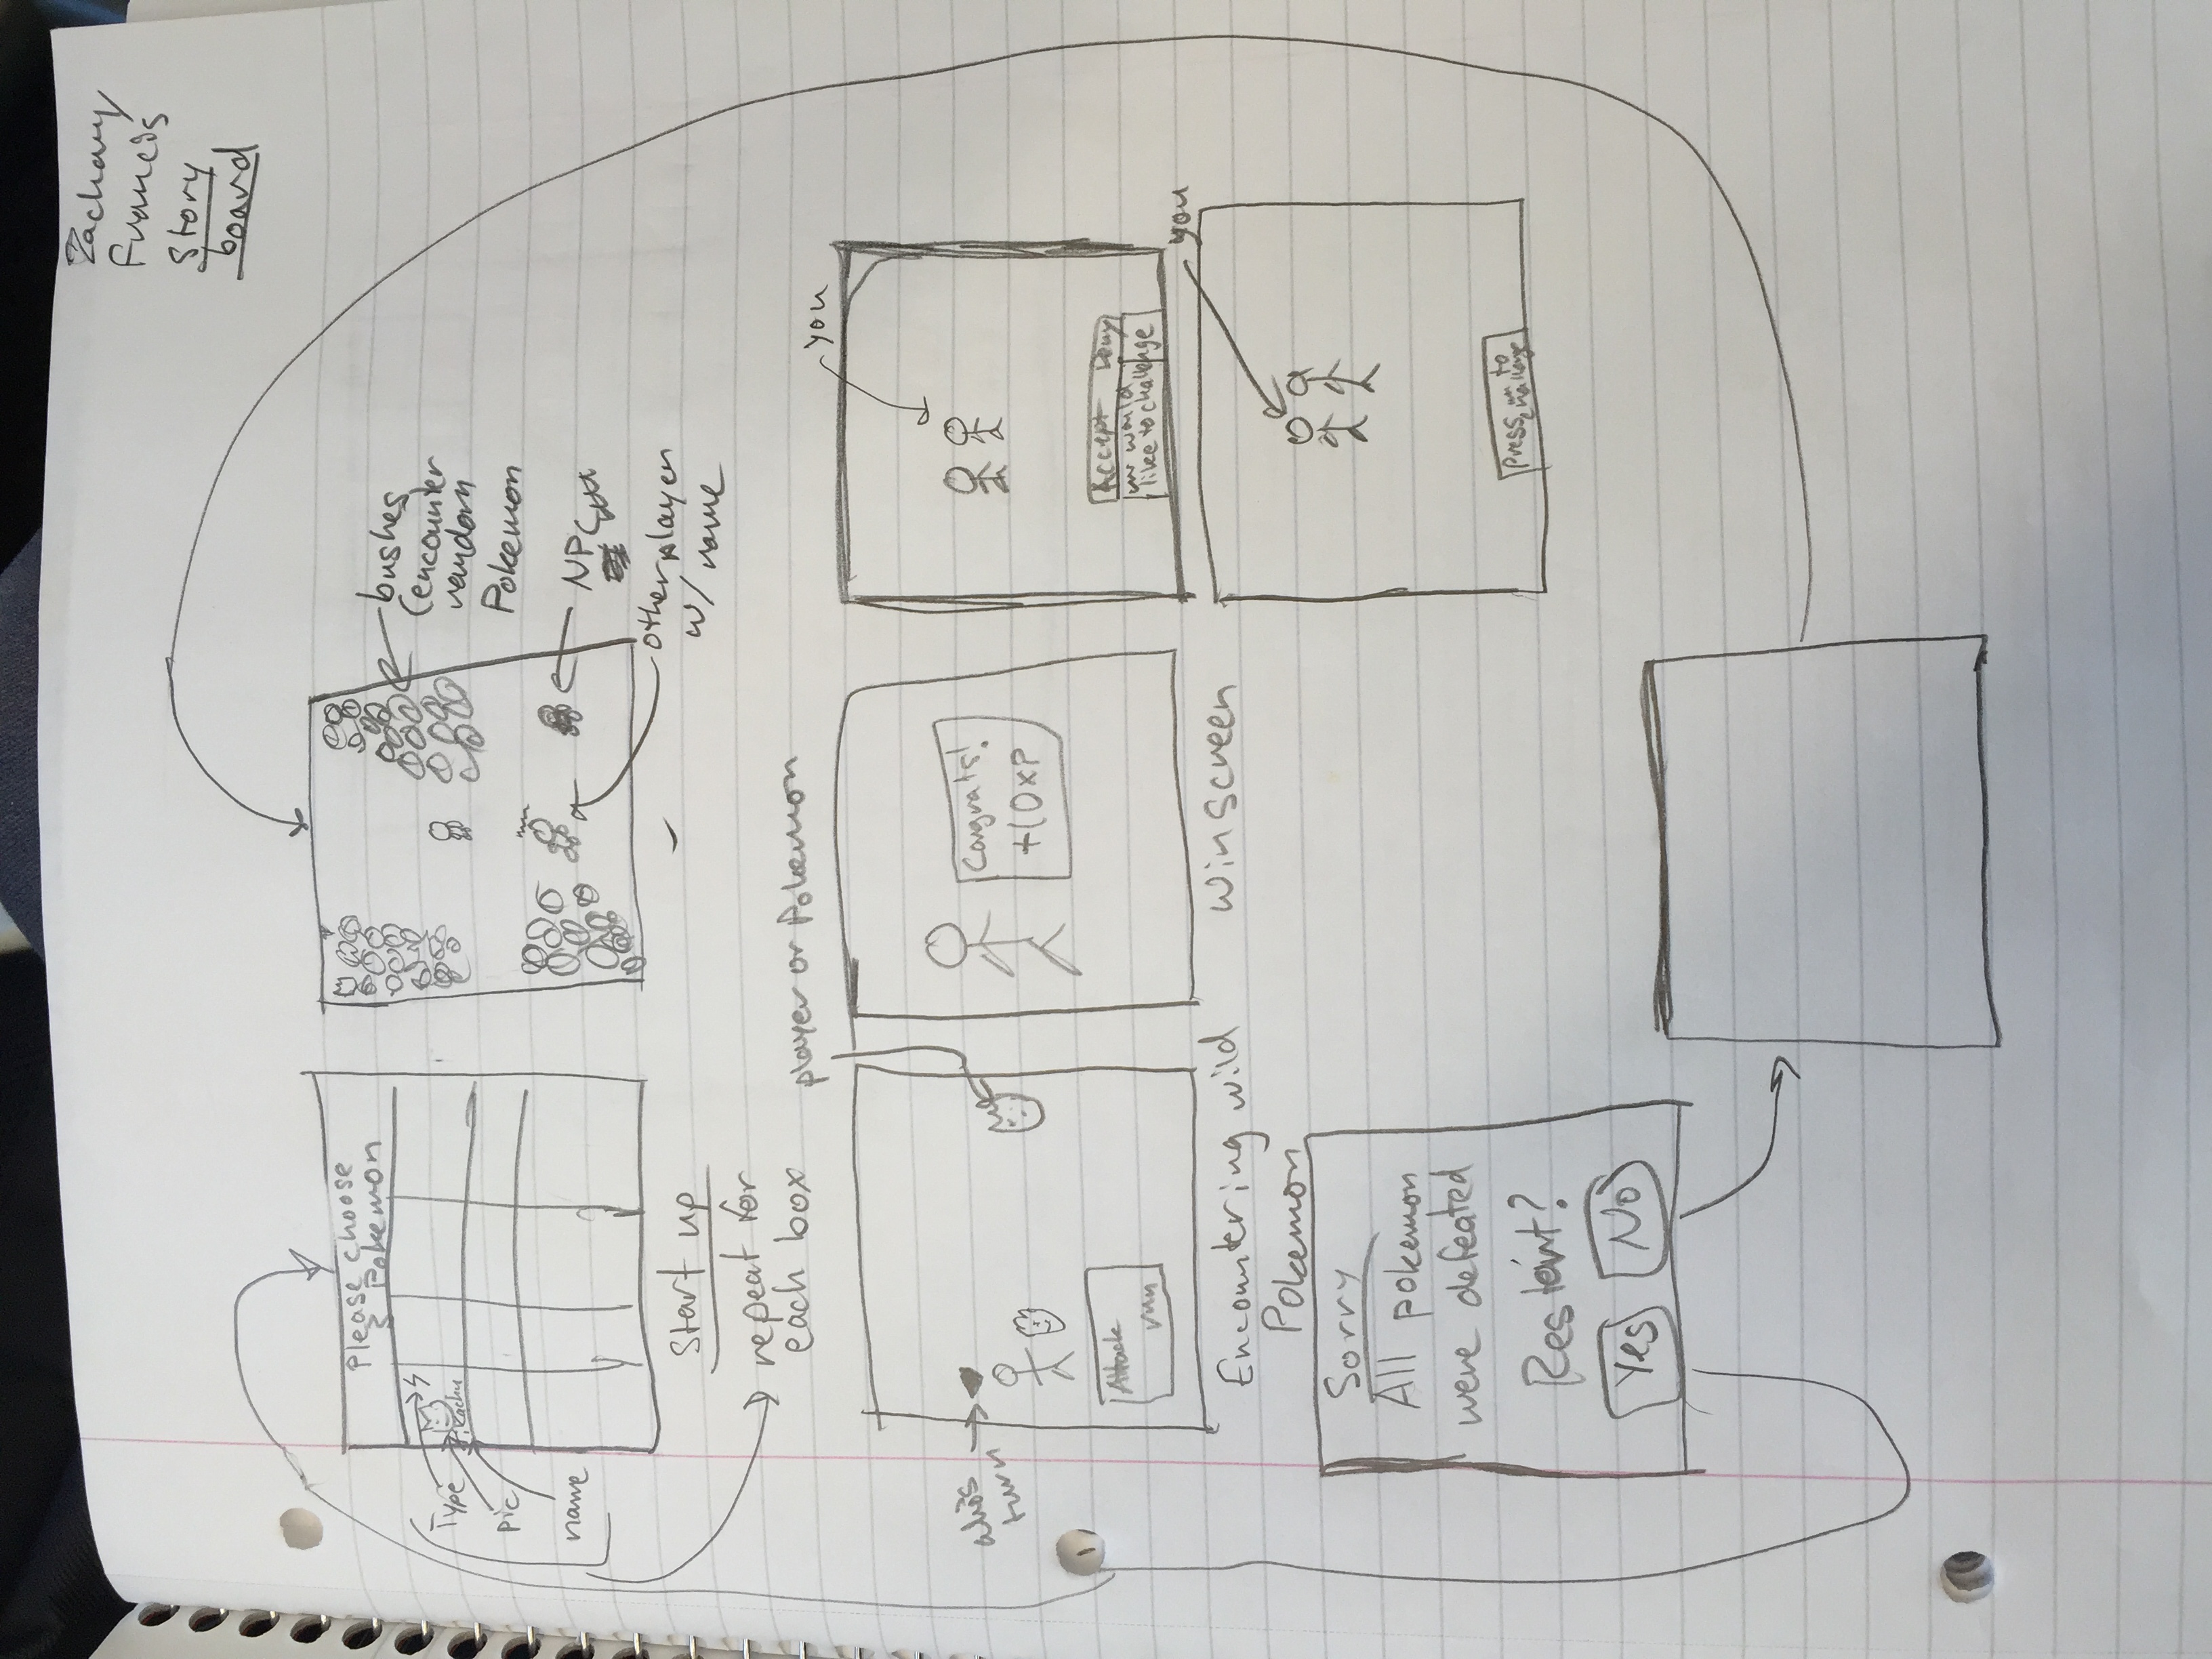 Zachary
Francis
Story
board
Please choose
Pokemon
Type
Pikachu
pic
name
Start up
repeat for
each box
bushes
(encounter
random
Pokemon
NPC
other player
w/ name
player or Pokemon
who's
turn
Attack
run
Encountering wild
Pokemon
Congrats!
+10xp
Win screen
you
Accept Deny
would
like to challenge
you
Press to
challenge
Sorry
All pokemon
were defeated
Restart?
Yes No